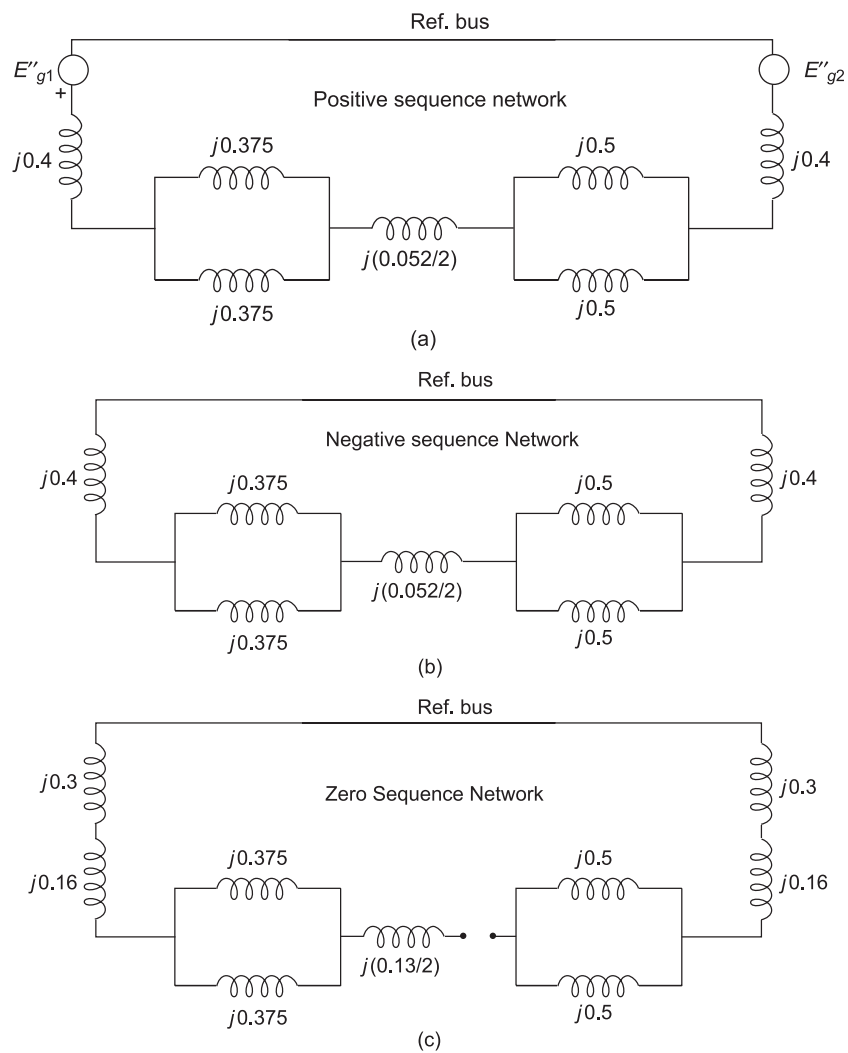 Ref. bus
E″g1
+
E″g2
Positive sequence network
j0.4
j0.375
j0.5
j0.4
j(0.052/2)
j0.375
j0.5
(a)
Ref. bus
Negative sequence Network
j0.4
j0.375
j0.5
j0.4
j(0.052/2)
j0.375
j0.5
(b)
Ref. bus
j0.3
j0.3
Zero Sequence Network
j0.16
j0.375
j0.5
j0.16
j(0.13/2)
j0.375
j0.5
(c)